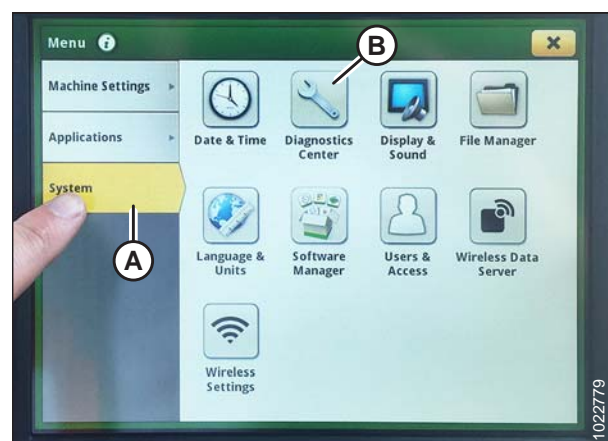 Menu i
B
Machine Settings
Applications
System
A
Date & Time
Diagnostics
Center
Display &
Sound
File Manager
Language &
Units
Software
Manager
Users &
Access
Wireless Data
Server
Wireless
Settings
1022779